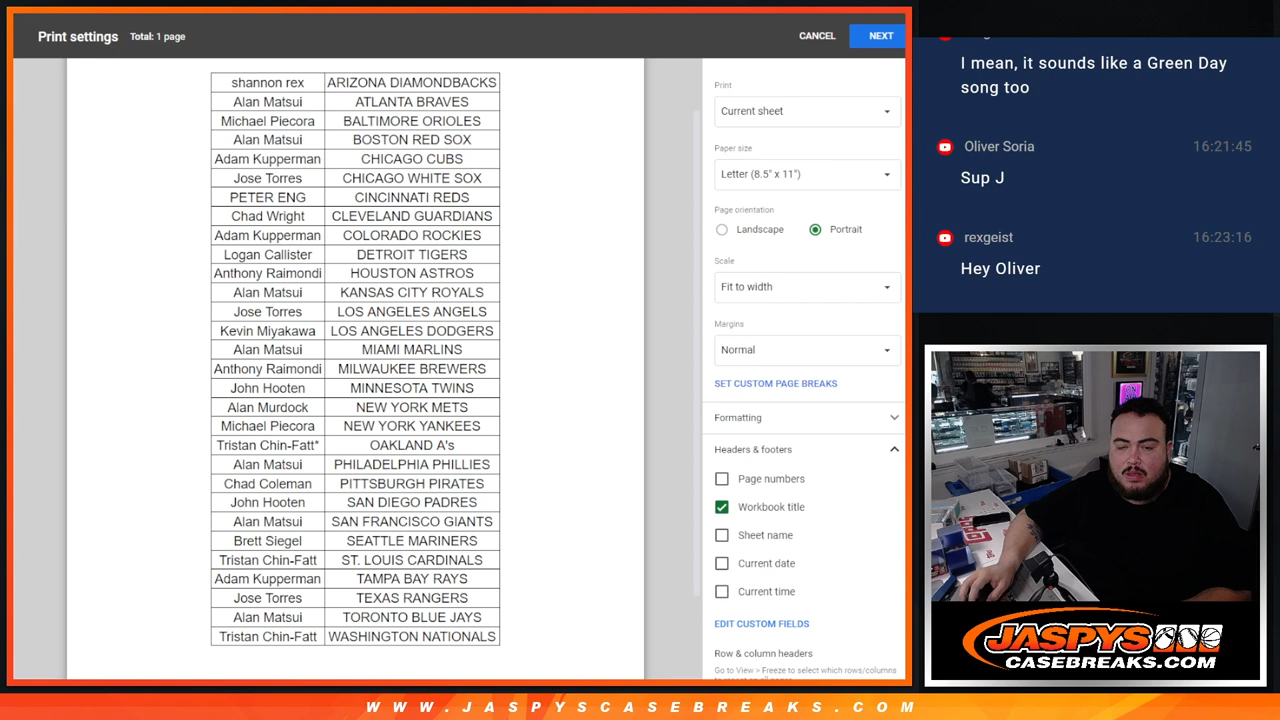 Print settings Total: 1 page CANCEL NEXT
shannon rex ARIZONA DIAMONDBACKS
Alan Matsui ATLANTA BRAVES
Michael Piecora BALTIMORE ORIOLES
Alan Matsui BOSTON RED SOX
Adam Kupperman CHICAGO CUBS
Jose Torres CHICAGO WHITE SOX
PETER ENG CINCINNATI REDS
Chad Wright CLEVELAND GUARDIANS
Adam Kupperman COLORADO ROCKIES
Logan Callister DETROIT TIGERS
Anthony Raimondi HOUSTON ASTROS
Alan Matsui KANSAS CITY ROYALS
Jose Torres LOS ANGELES ANGELS
Kevin Miyakawa LOS ANGELES DODGERS
Alan Matsui MIAMI MARLINS
Anthony Raimondi MILWAUKEE BREWERS
John Hooten MINNESOTA TWINS
Alan Murdock NEW YORK METS
Michael Piecora NEW YORK YANKEES
Tristan Chin-Fatt* OAKLAND A's
Alan Matsui PHILADELPHIA PHILLIES
Chad Coleman PITTSBURGH PIRATES
John Hooten SAN DIEGO PADRES
Alan Matsui SAN FRANCISCO GIANTS
Brett Siegel SEATTLE MARINERS
Tristan Chin-Fatt ST. LOUIS CARDINALS
Adam Kupperman TAMPA BAY RAYS
Jose Torres TEXAS RANGERS
Alan Matsui TORONTO BLUE JAYS
Tristan Chin-Fatt WASHINGTON NATIONALS
Print
Current sheet
Paper size
Letter (8.5" x 11")
Page orientation
Landscape Portrait
Scale
Fit to width
Margins
Normal
SET CUSTOM PAGE BREAKS
Formatting
Headers & footers
Page numbers
Workbook title
Sheet name
Current date
Current time
EDIT CUSTOM FIELDS
Row & column headers
Go to View > Freeze to select which rows/columns
I mean, it sounds like a Green Day
song too
Oliver Soria 16:21:45
Sup J
rexgeist 16:23:16
Hey Oliver
JASPYS
CASEBREAKS.COM
WWW.JASPYSCASEBREAKS.COM